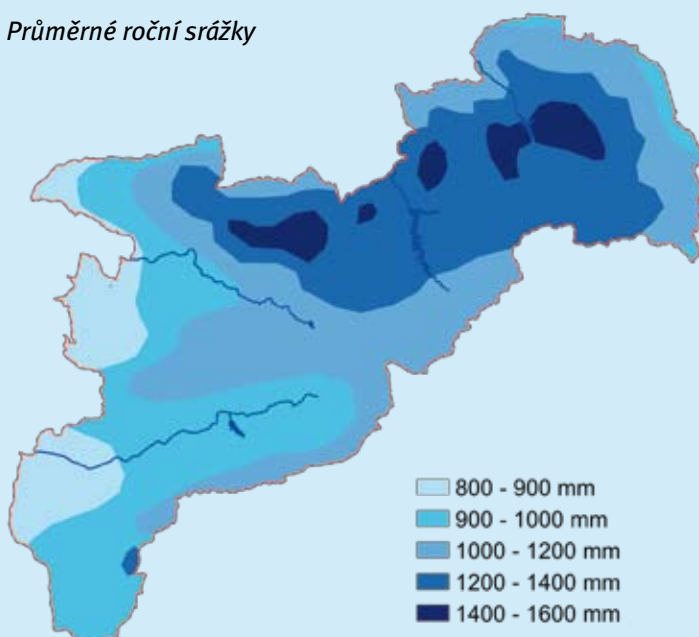 Průměrné roční srážky
800 - 900 mm
900 - 1000 mm
1000 - 1200 mm
1200 - 1400 mm
1400 - 1600 mm